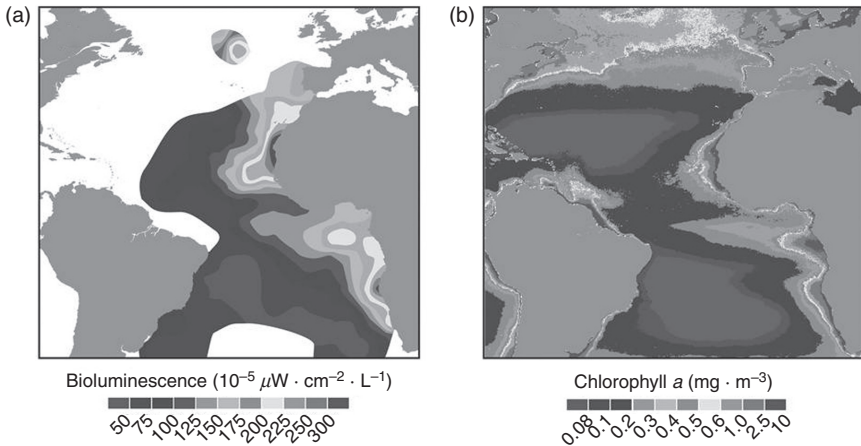 (a)
(b)
Bioluminescence (10⁻⁵ μW · cm⁻² · L⁻¹)
50 75 100 125 150 175 200 225 250 300
Chlorophyll a (mg · m⁻³)
0.08 0.1 0.2 0.3 0.4 0.5 0.6 1.0 2.5 10